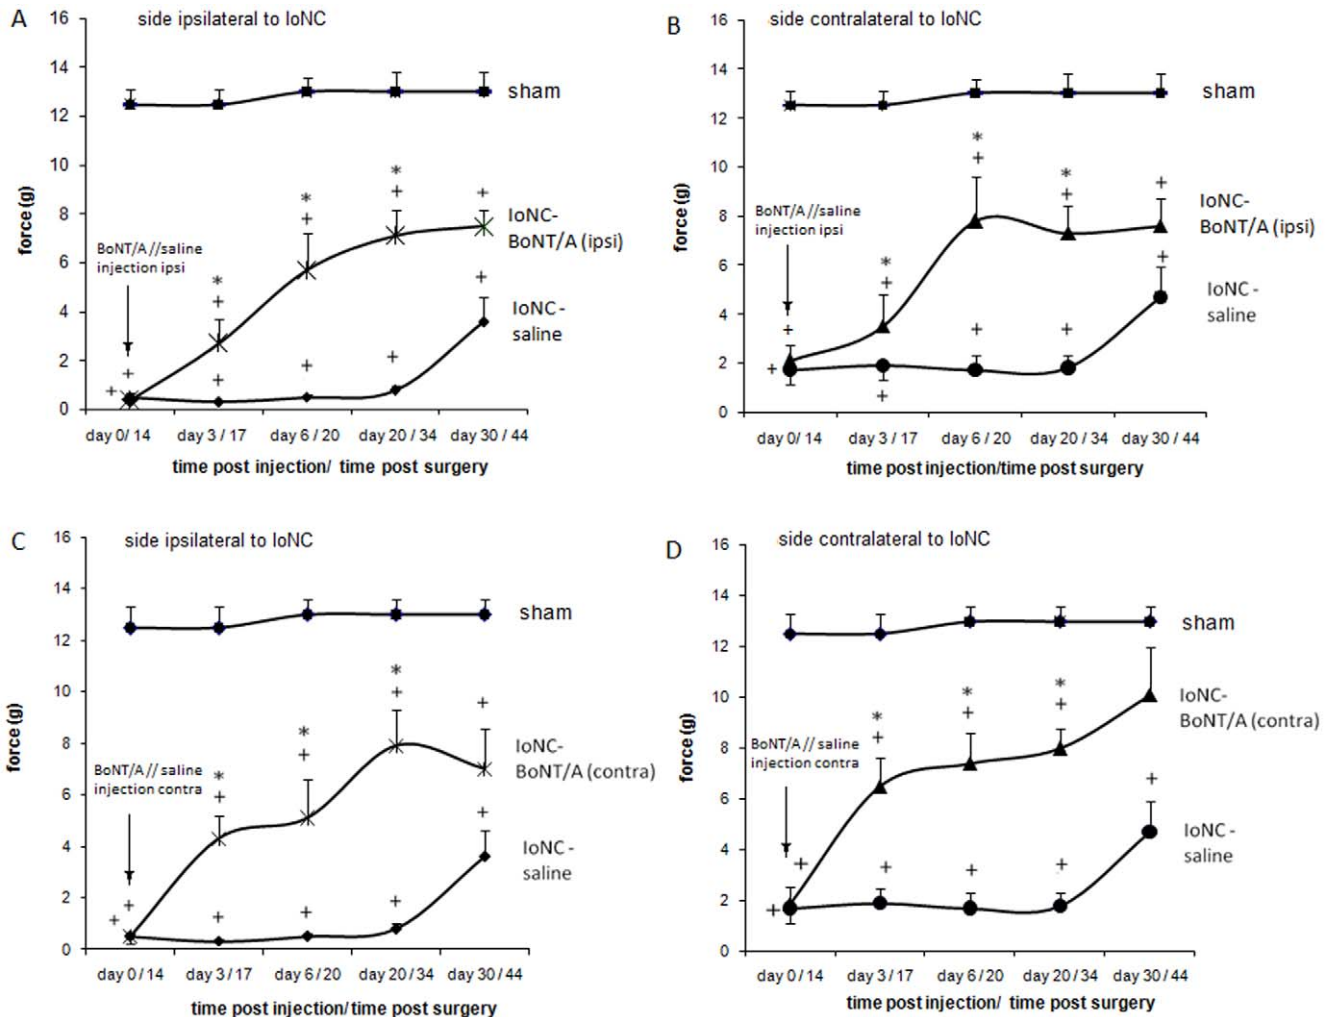 A
side ipsilateral to IoNC
16
14
12
10
8
6
4
2
0
force (g)
sham
* * *
+ + + + +
IoNC-
BoNT/A (ipsi)
BoNT/A //saline
injection ipsi
IoNC -
saline
+ + + + +
day 0/ 14 day 3 / 17 day 6 / 20 day 20 / 34 day 30 / 44
time post injection/ time post surgery
B
side contralateral to IoNC
16
14
12
10
8
6
4
2
0
force (g)
sham
* * *
+ + + + +
IoNC-
BoNT/A (ipsi)
BoNT/A //saline
injection ipsi
IoNC -
saline
+ + + + +
day 0/ 14 day 3 / 17 day 6 / 20 day 20 / 34 day 30 / 44
time post injection/time post surgery
C
side ipsilateral to IoNC
16
14
12
10
8
6
4
2
0
force (g)
sham
* * *
+ + + + +
IoNC-
BoNT/A (contra)
BoNT/A // saline
injection contra
IoNC -
saline
+ + + + +
day 0 / 14 day 3 / 17 day 6 / 20 day 20 / 34 day 30 / 44
time post injection/ time post surgery
D
side contralateral to IoNC
16
14
12
10
8
6
4
2
0
force (g)
sham
* * *
+ + + +
IoNC-
BoNT/A (contra)
BoNT/A // saline
injection contra
IoNC -
saline
+ + + + +
day 0 / 14 day 3 / 17 day 6 / 20 day 20 / 34 day 30 / 44
time post injection/ time post surgery